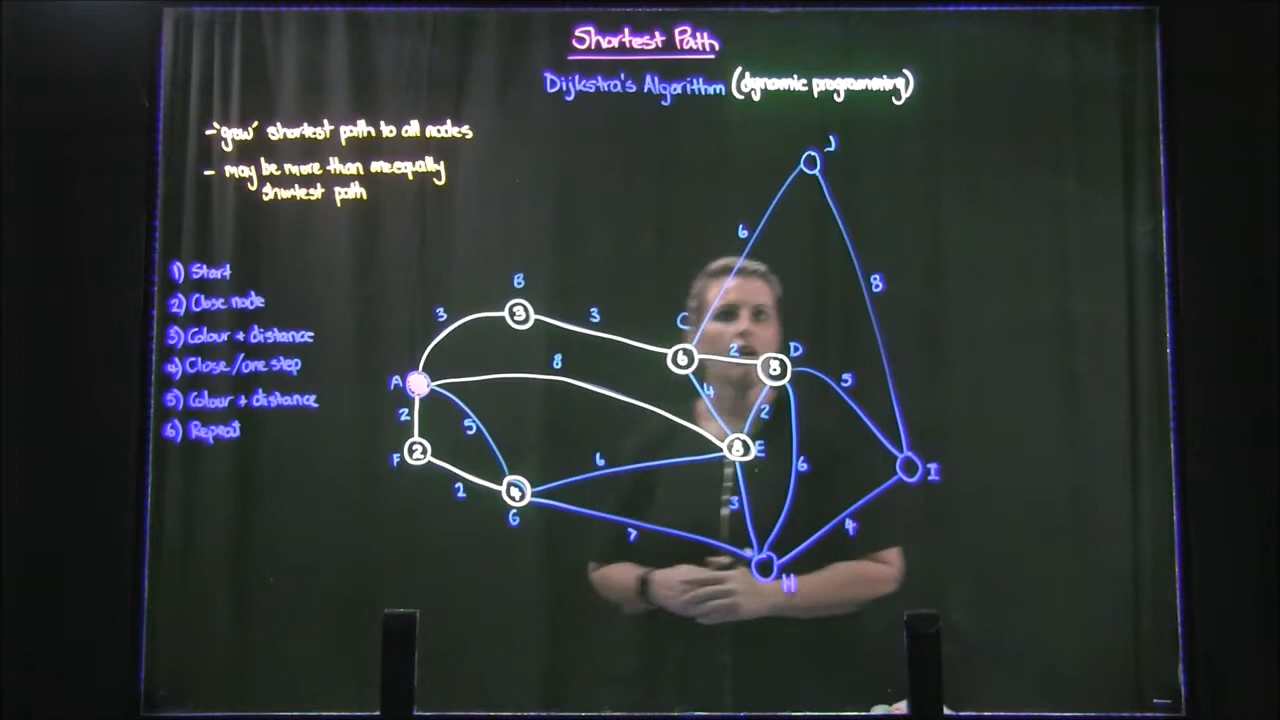 Shortest Path
Dijkstra's Algorithm (dynamic programming)
- 'grow' shortest path to all nodes
- may be more than one equally
shortest path
1) Start
2) Close node
3) Colour + distance
4) Close/one step
5) Colour + distance
6) Repeat
J
6
8
B
3
3
3
C
6
2
D
8
8
5
A
4
2
2
5
8
E
F
2
6
6
I
2
4
G
3
4
7
H